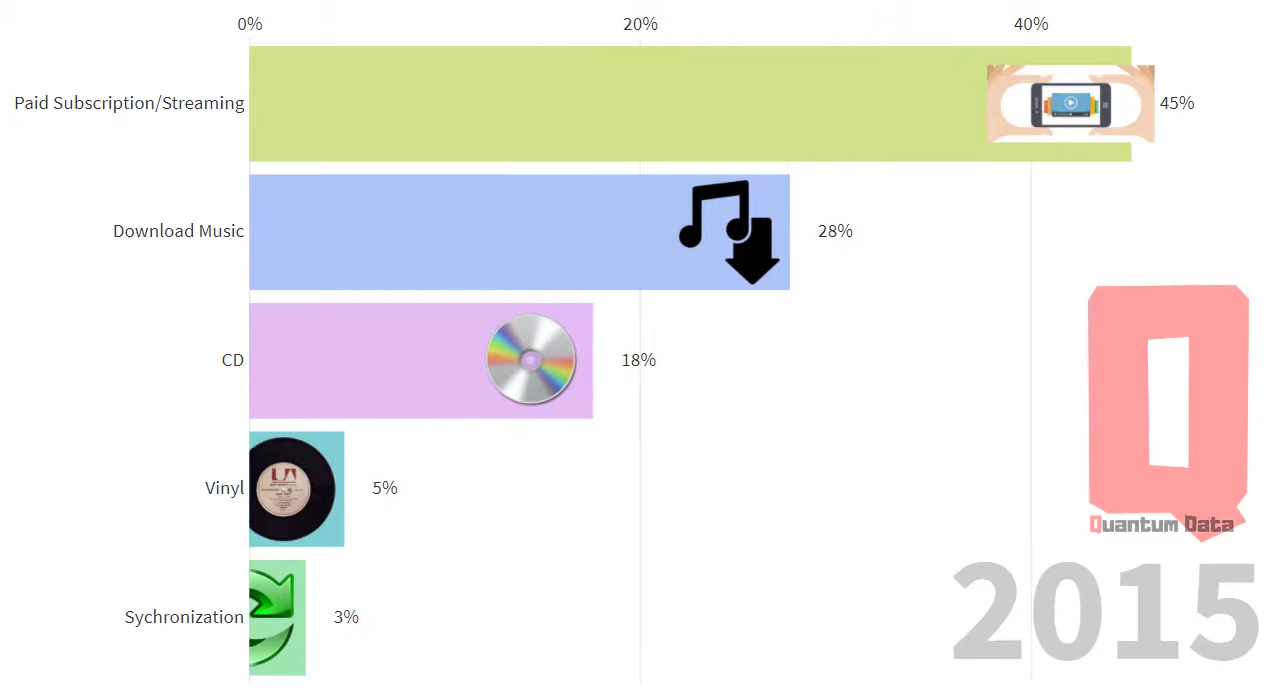 0% 20% 40%
Paid Subscription/Streaming 45%
Download Music 28%
CD 18%
Vinyl 5%
Quantum Data
Sychronization 3%
2015